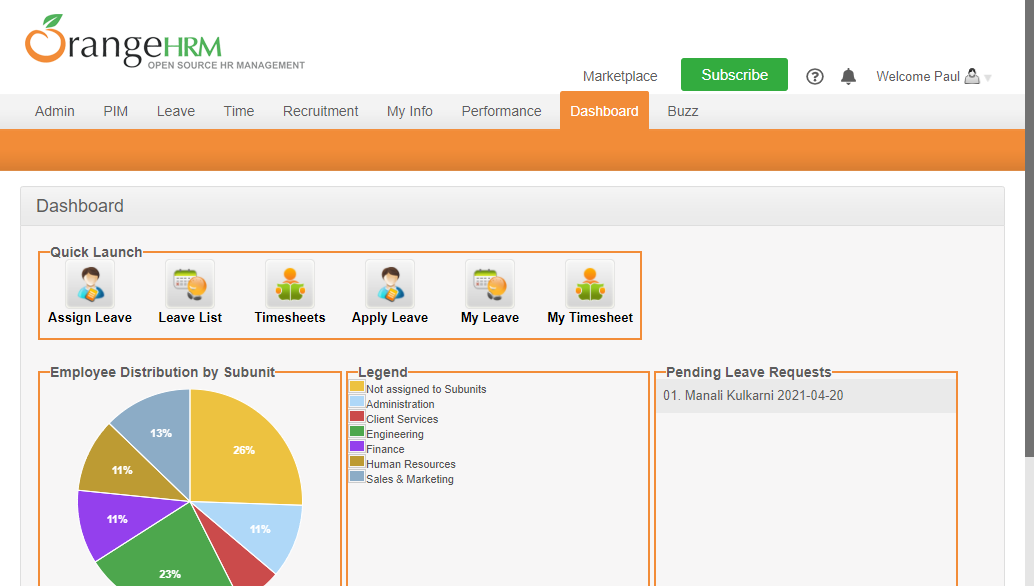 OrangeHRM
OPEN SOURCE HR MANAGEMENT
Marketplace Subscribe ? Welcome Paul
Admin PIM Leave Time Recruitment My Info Performance Dashboard Buzz
Dashboard
Quick Launch
Assign Leave Leave List Timesheets Apply Leave My Leave My Timesheet
Employee Distribution by Subunit
13%
26%
11%
11%
11%
23%
Legend
Not assigned to Subunits
Administration
Client Services
Engineering
Finance
Human Resources
Sales & Marketing
Pending Leave Requests
01. Manali Kulkarni 2021-04-20